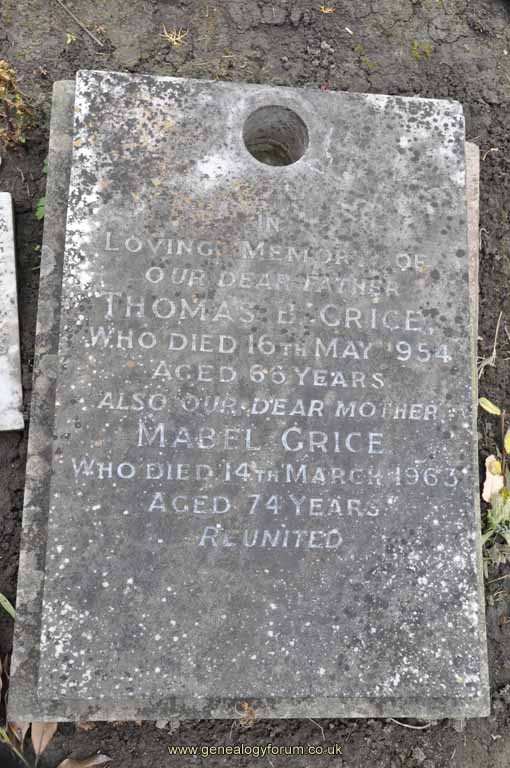 IN
LOVING MEMORY OF
OUR DEAR FATHER
THOMAS B. GRICE,
WHO DIED 16TH MAY 1954
AGED 66 YEARS
ALSO OUR DEAR MOTHER
MABEL GRICE
WHO DIED 14TH MARCH 1963
AGED 74 YEARS
REUNITED
www.genealogyforum.co.uk